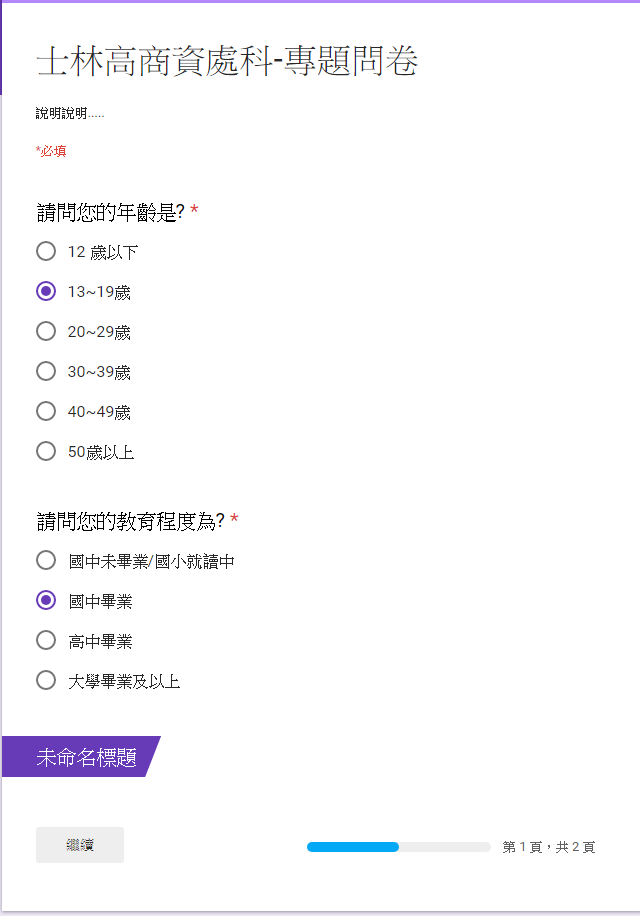 士林高商資處科-專題問卷
說明說明.....
*必填
請問您的年齡是? *
12 歲以下
13~19歲
20~29歲
30~39歲
40~49歲
50歲以上
請問您的教育程度為? *
國中未畢業/國小就讀中
國中畢業
高中畢業
大學畢業及以上
未命名標題
繼續
第 1 頁，共 2 頁